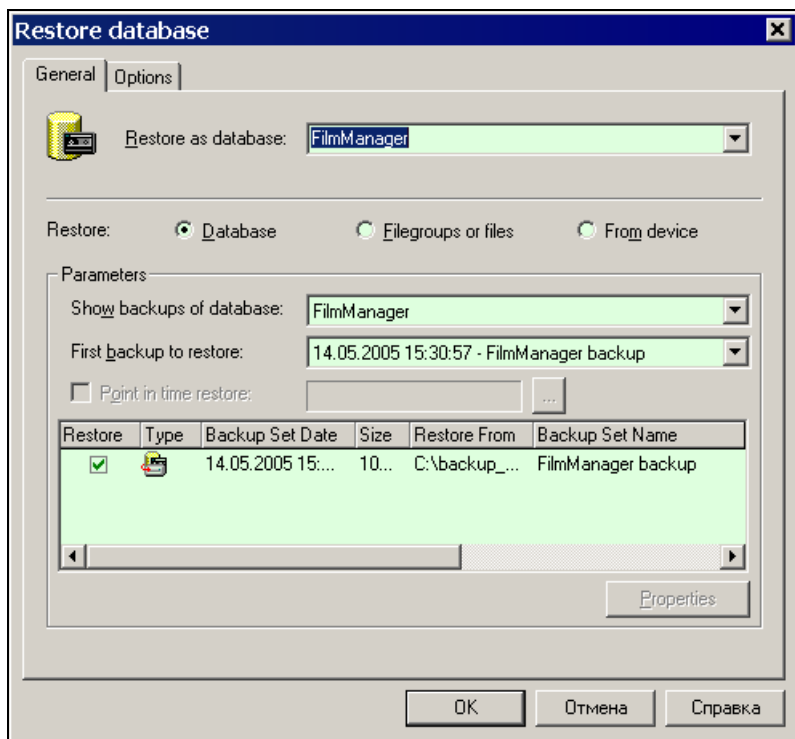 Restore database
General Options
Restore as database: FilmManager
Restore: Database Filegroups or files From device
Parameters
Show backups of database: FilmManager
First backup to restore: 14.05.2005 15:30:57 - FilmManager backup
Point in time restore: ...
Restore Type Backup Set Date Size Restore From Backup Set Name
14.05.2005 15:... 10... C:\backup_... FilmManager backup
Properties
OK Отмена Справка